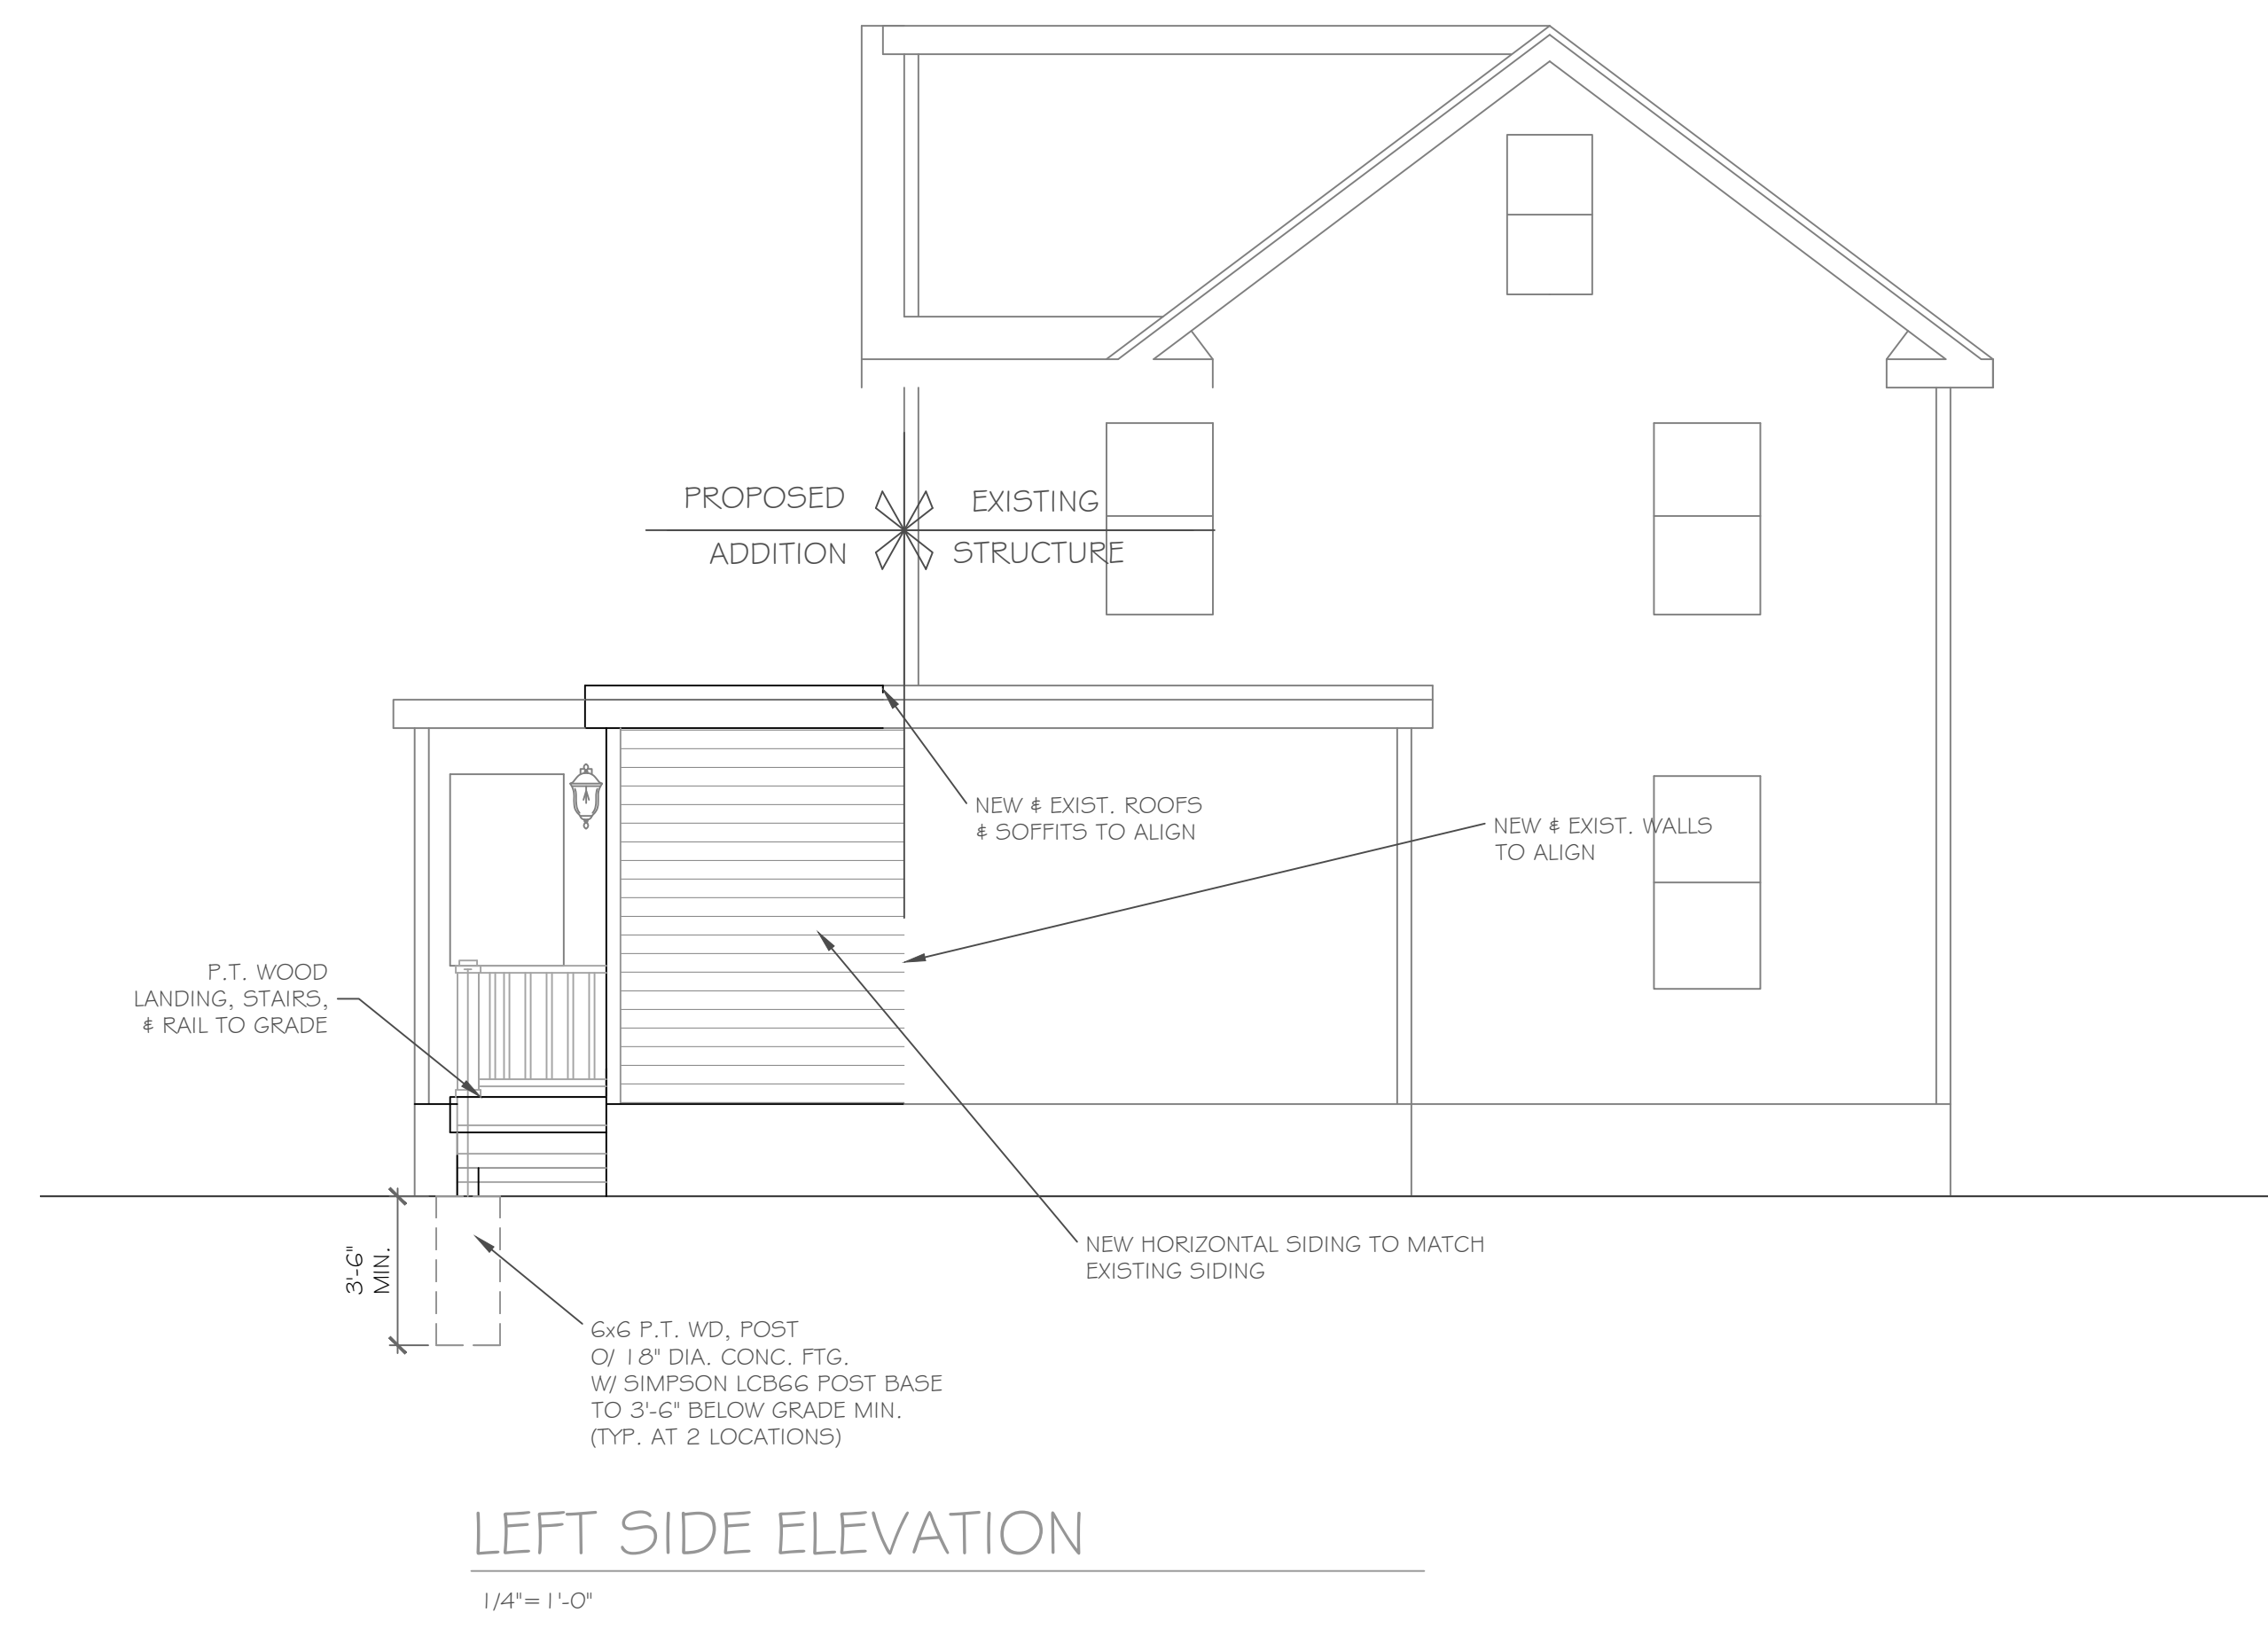 PROPOSED
ADDITION
EXISTING
STRUCTURE
NEW & EXIST. ROOFS
& SOFFITS TO ALIGN
NEW & EXIST. WALLS
TO ALIGN
P.T. WOOD
LANDING, STAIRS,
& RAIL TO GRADE
3'-6"
MIN.
NEW HORIZONTAL SIDING TO MATCH
EXISTING SIDING
6x6 P.T. WD, POST
O/ 18" DIA. CONC. FTG.
W/ SIMPSON LCB66 POST BASE
TO 3'-6" BELOW GRADE MIN.
(TYP. AT 2 LOCATIONS)
LEFT SIDE ELEVATION
1/4"= 1'-0"